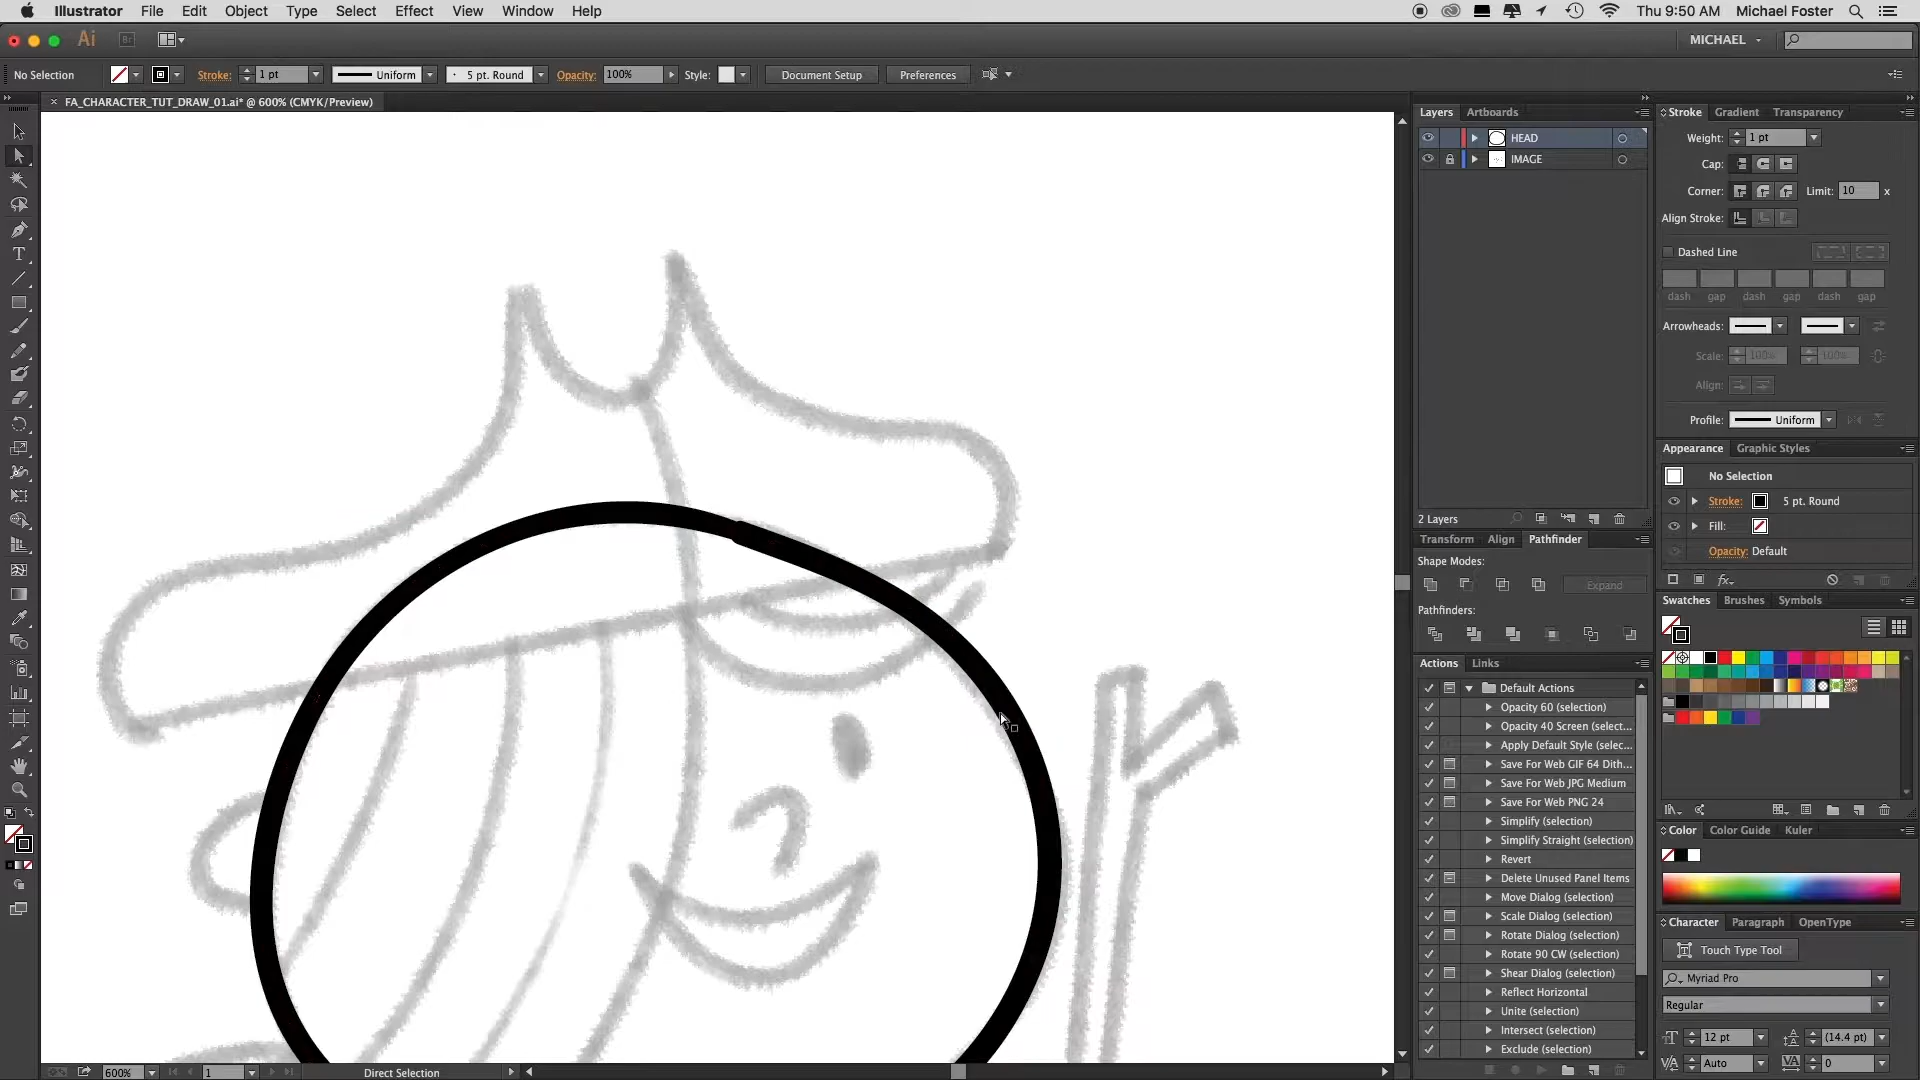 Illustrator File Edit Object Type Select Effect View Window Help Thu 9:50 AM Michael Foster
Ai Br MICHAEL
No Selection Stroke: 1 pt Uniform 5 pt. Round Opacity: 100% Style: Document Setup Preferences
× FA_CHARACTER_TUT_DRAW_01.ai* @ 600% (CMYK/Preview)
Layers Artboards
HEAD
IMAGE
2 Layers
Transform Align Pathfinder
Shape Modes:
Expand
Pathfinders:
Actions Links
Default Actions
Opacity 60 (selection)
Opacity 40 Screen (select...
Apply Default Style (selec...
Save For Web GIF 64 Dith...
Save For Web JPG Medium
Save For Web PNG 24
Simplify (selection)
Simplify Straight (selection)
Revert
Delete Unused Panel Items
Move Dialog (selection)
Scale Dialog (selection)
Rotate Dialog (selection)
Rotate 90 CW (selection)
Shear Dialog (selection)
Reflect Horizontal
Unite (selection)
Intersect (selection)
Exclude (selection)
Stroke Gradient Transparency
Weight: 1 pt
Cap:
Corner: Limit: 10 x
Align Stroke:
Dashed Line
dash gap dash gap dash gap
Arrowheads:
Scale: 100% 100%
Align:
Profile: Uniform
Appearance Graphic Styles
No Selection
Stroke: 5 pt. Round
Fill:
Opacity: Default
fx
Swatches Brushes Symbols
Color Color Guide Kuler
Character Paragraph OpenType
Touch Type Tool
Myriad Pro
Regular
12 pt (14.4 pt)
Auto 0
600% 1 Direct Selection